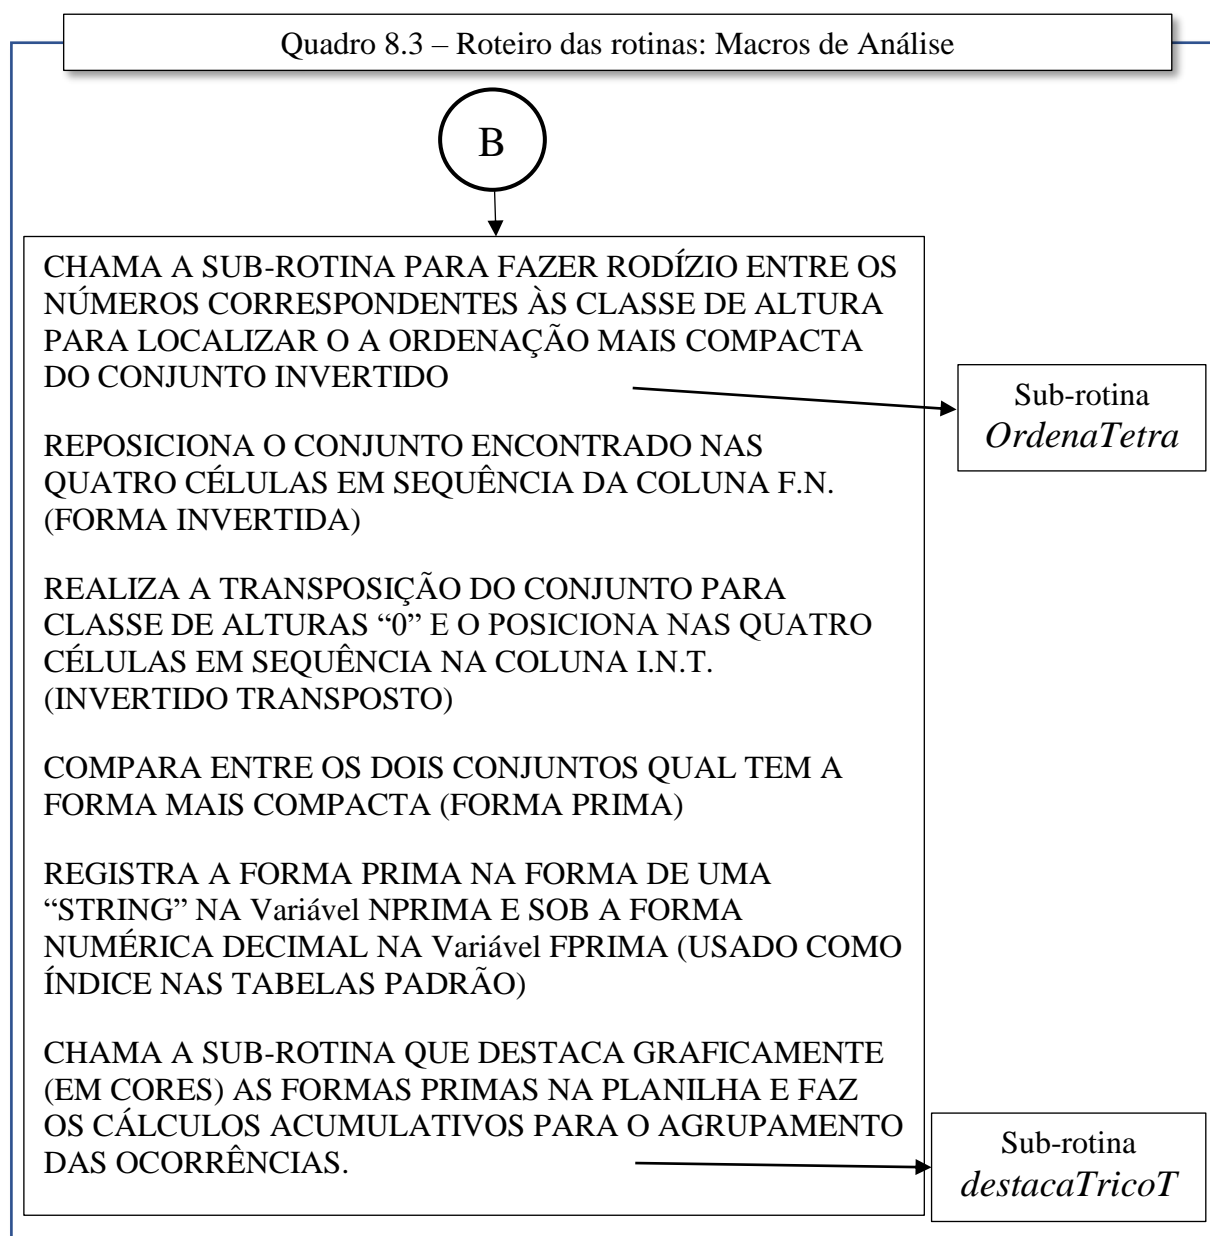 Quadro 8.3 – Roteiro das rotinas: Macros de Análise
B
CHAMA A SUB-ROTINA PARA FAZER RODÍZIO ENTRE OS
NÚMEROS CORRESPONDENTES ÀS CLASSE DE ALTURA
PARA LOCALIZAR O A ORDENAÇÃO MAIS COMPACTA
DO CONJUNTO INVERTIDO
Sub-rotina
OrdenaTetra
REPOSICIONA O CONJUNTO ENCONTRADO NAS
QUATRO CÉLULAS EM SEQUÊNCIA DA COLUNA F.N.
(FORMA INVERTIDA)
REALIZA A TRANSPOSIÇÃO DO CONJUNTO PARA
CLASSE DE ALTURAS “0” E O POSICIONA NAS QUATRO
CÉLULAS EM SEQUÊNCIA NA COLUNA I.N.T.
(INVERTIDO TRANSPOSTO)
COMPARA ENTRE OS DOIS CONJUNTOS QUAL TEM A
FORMA MAIS COMPACTA (FORMA PRIMA)
REGISTRA A FORMA PRIMA NA FORMA DE UMA
“STRING” NA Variável NPRIMA E SOB A FORMA
NUMÉRICA DECIMAL NA Variável FPRIMA (USADO COMO
ÍNDICE NAS TABELAS PADRÃO)
CHAMA A SUB-ROTINA QUE DESTACA GRAFICAMENTE
(EM CORES) AS FORMAS PRIMAS NA PLANILHA E FAZ
OS CÁLCULOS ACUMULATIVOS PARA O AGRUPAMENTO
DAS OCORRÊNCIAS.
Sub-rotina
destacaTricoT